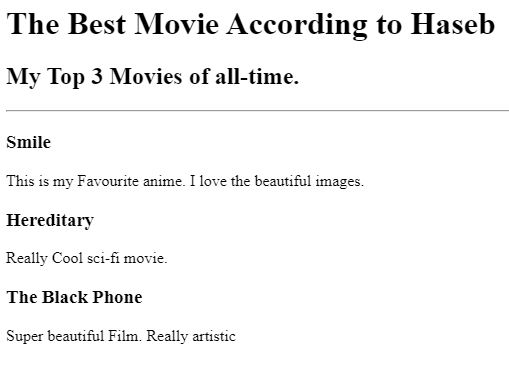 The Best Movie According to Haseb
My Top 3 Movies of all-time.
Smile
This is my Favourite anime. I love the beautiful images.
Hereditary
Really Cool sci-fi movie.
The Black Phone
Super beautiful Film. Really artistic